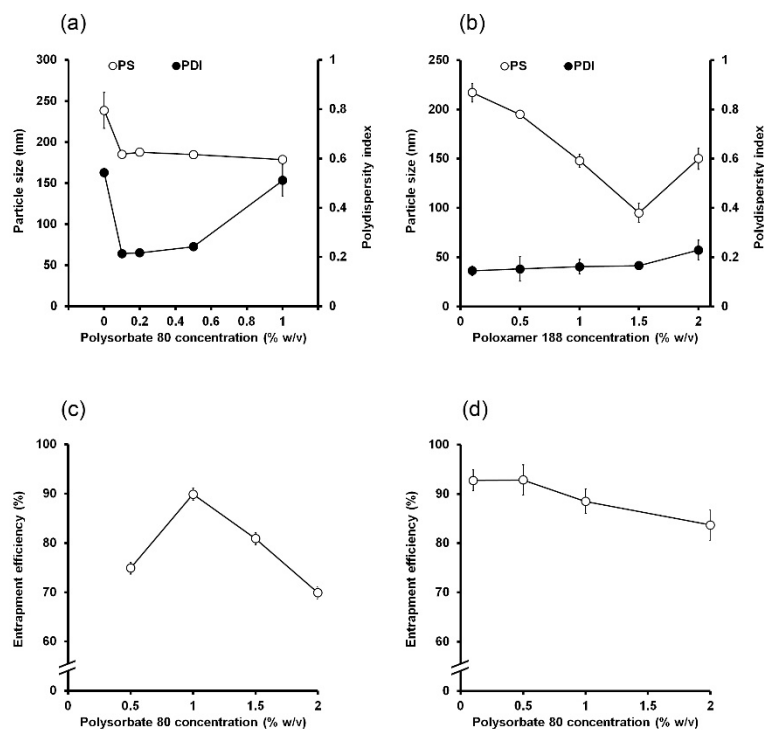 (a)
PS PDI
Particle size (nm)
300
250
200
150
100
50
0
1
0.8
0.6
0.4
0.2
0
Polydispersity index
0 0.2 0.4 0.6 0.8 1
Polysorbate 80 concentration (% w/v)
(b)
PS PDI
Particle size (nm)
250
200
150
100
50
0
1
0.8
0.6
0.4
0.2
0
Polydispersity index
0 0.5 1 1.5 2
Poloxamer 188 concentration (% w/v)
(c)
Entrapment efficiency (%)
100
90
80
70
60
0
0 0.5 1 1.5 2
Polysorbate 80 concentration (% w/v)
(d)
Entrapment efficiency (%)
100
90
80
70
60
0
0 0.5 1 1.5 2
Polysorbate 80 concentration (% w/v)